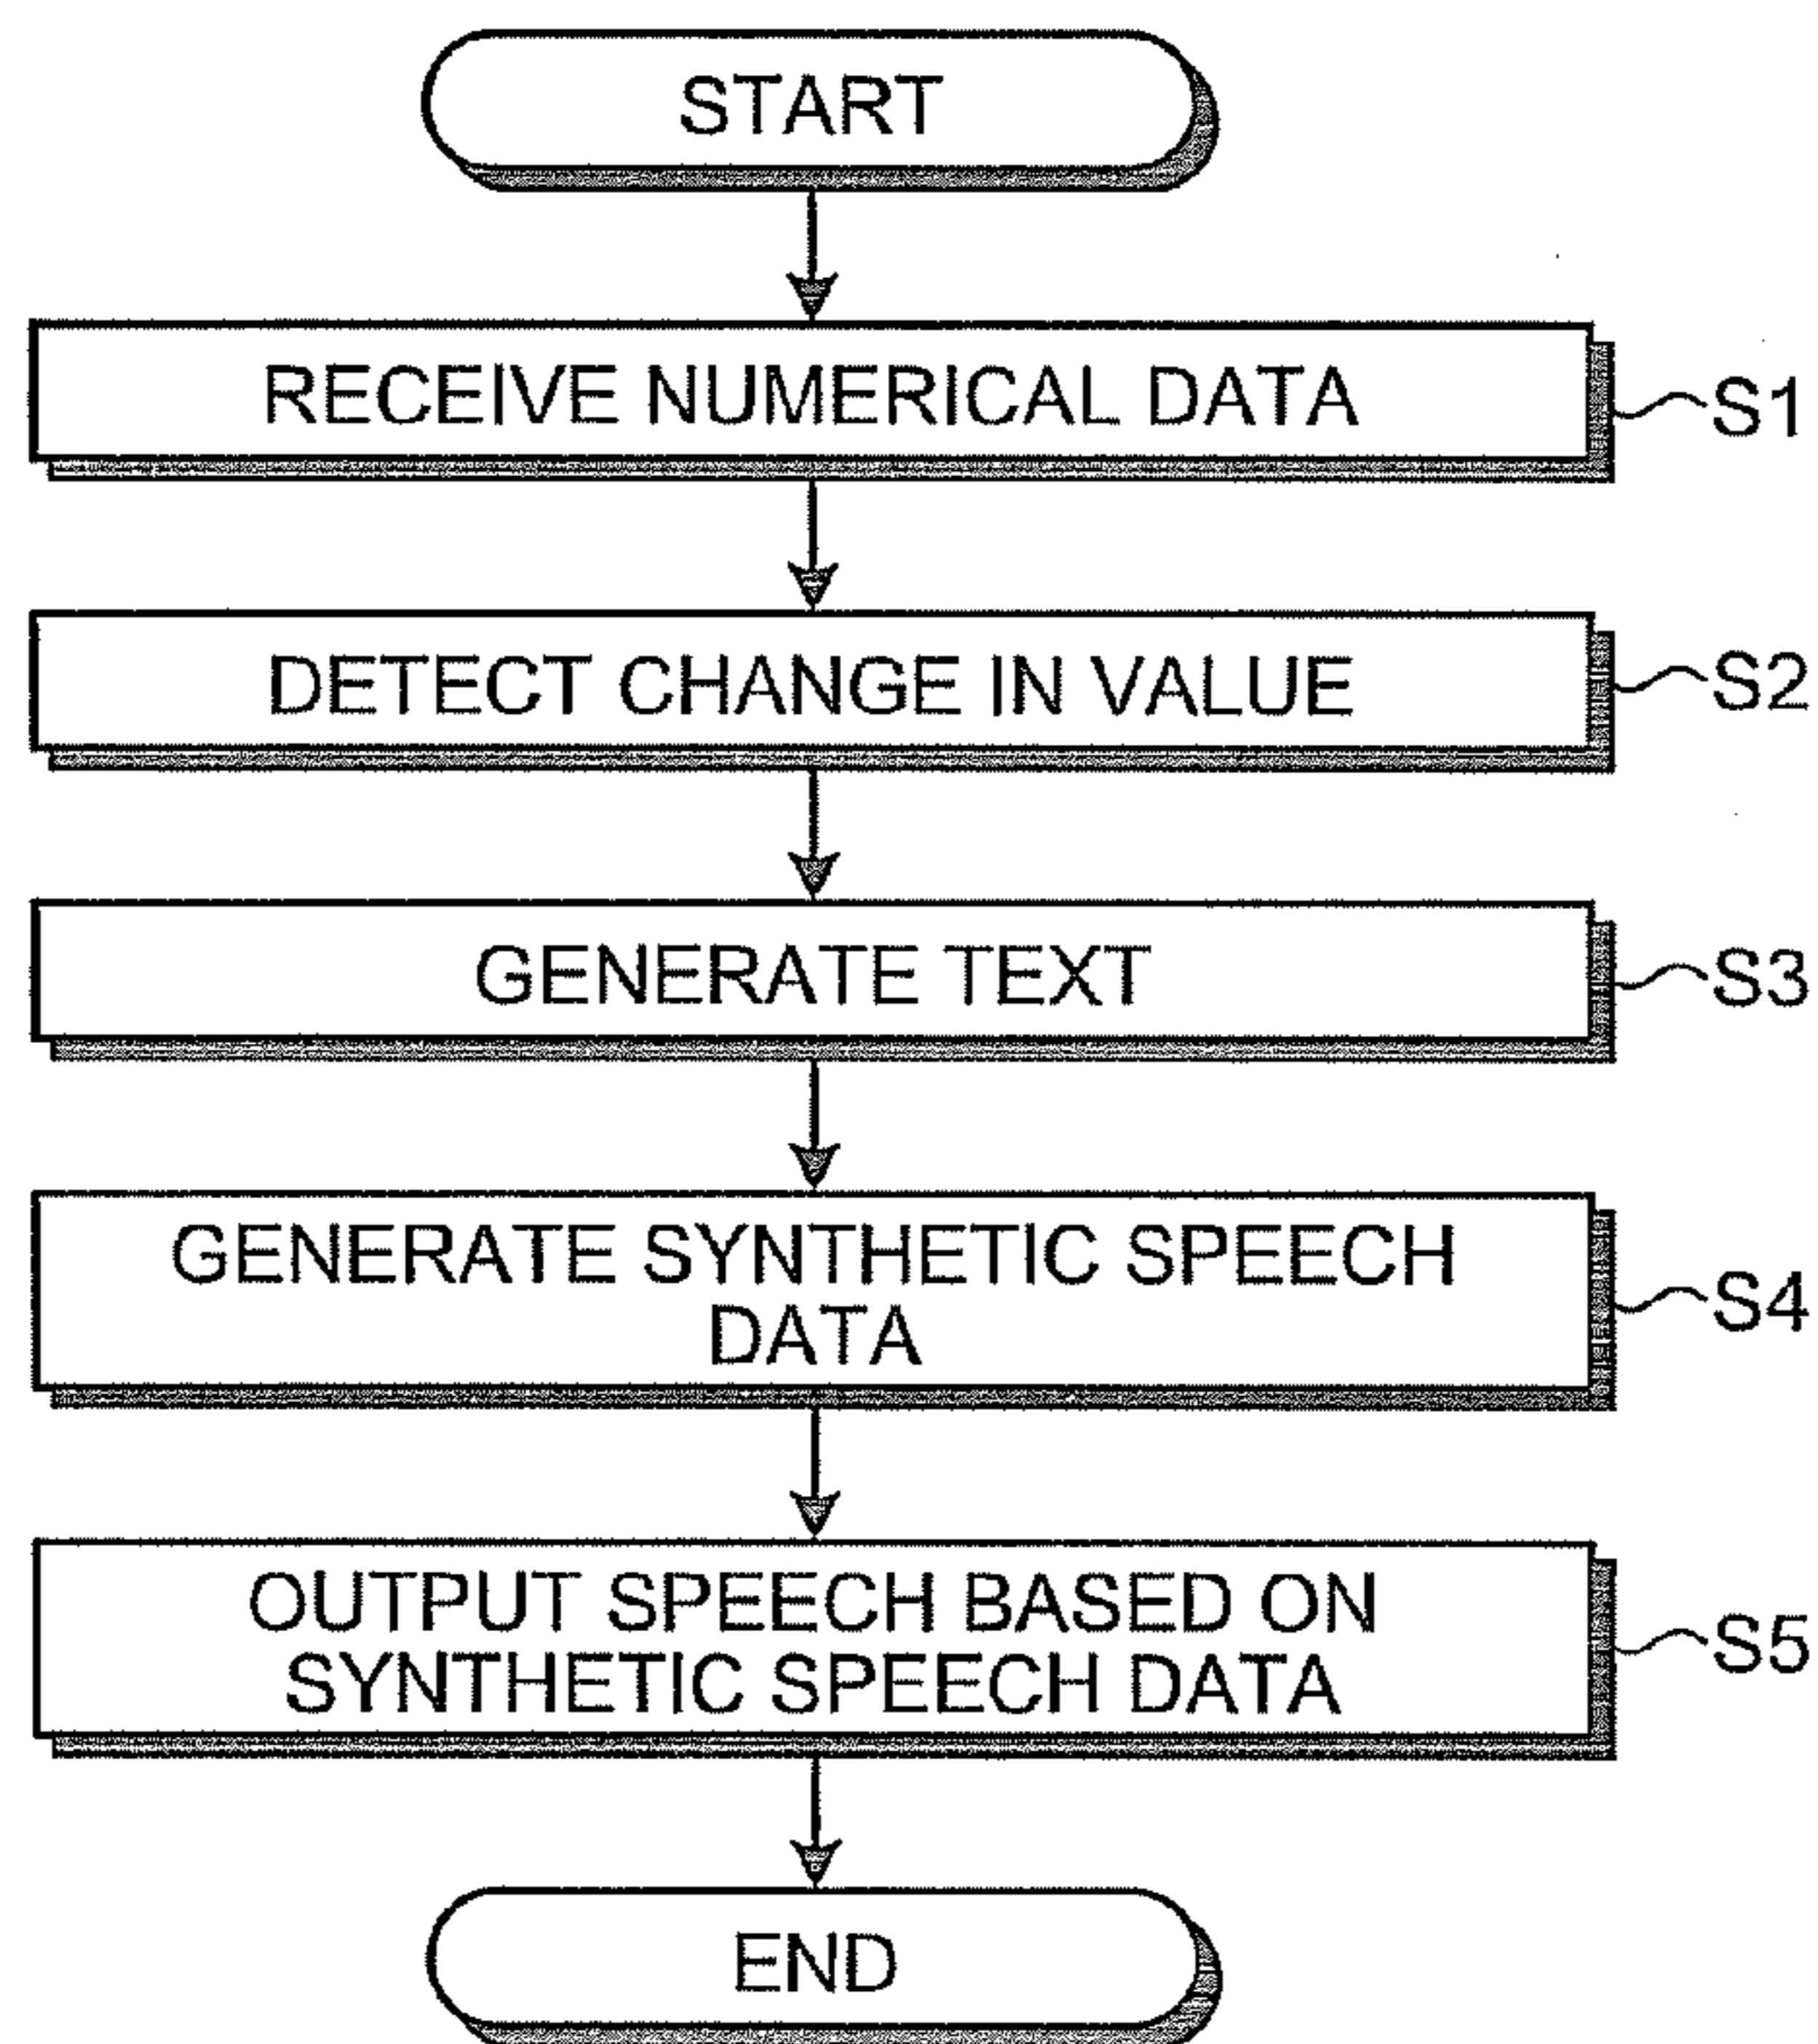 START
RECEIVE NUMERICAL DATA
S1
DETECT CHANGE IN VALUE
S2
GENERATE TEXT
S3
GENERATE SYNTHETIC SPEECH
DATA
S4
OUTPUT SPEECH BASED ON
SYNTHETIC SPEECH DATA
S5
END